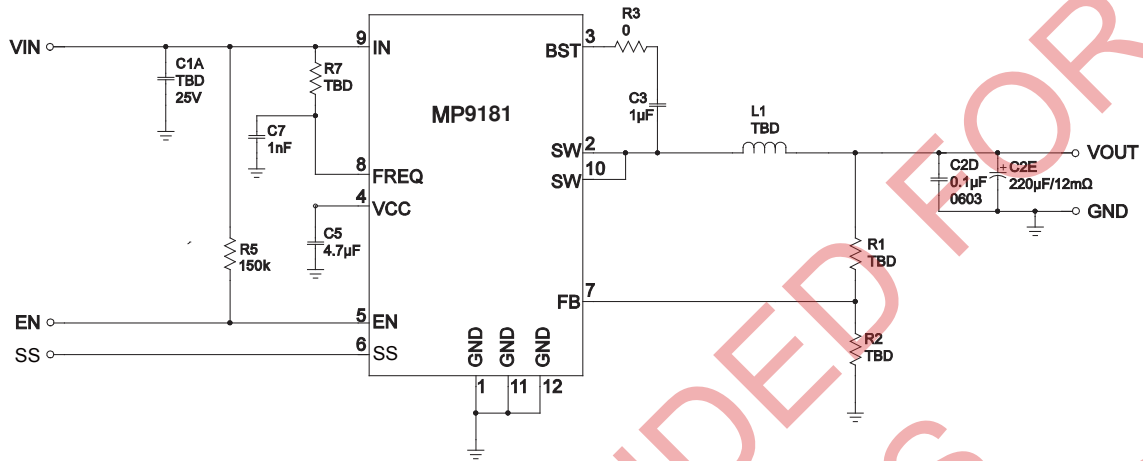 VIN
C1A
TBD
25V
R7
TBD
C7
1nF
R5
150k
C5
4.7µF
EN
SS
9
IN
8
FREQ
4
VCC
5
EN
6
SS
MP9181
GND
GND
GND
1
11
12
BST
3
SW
2
SW
10
FB
7
R3
0
C3
1µF
L1
TBD
R1
TBD
R2
TBD
C2D
0.1µF
0603
+
C2E
220µF/12mΩ
VOUT
GND
NDED FOR